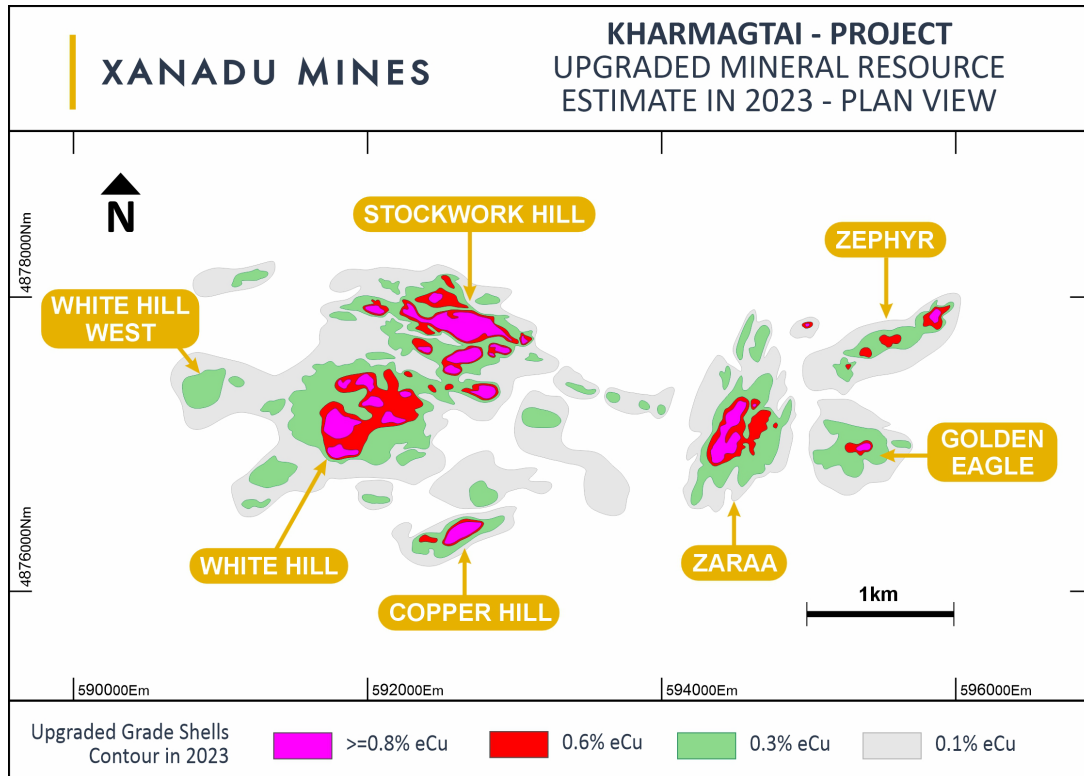 XANADU MINES
KHARMAGTAI - PROJECT
UPGRADED MINERAL RESOURCE
ESTIMATE IN 2023 - PLAN VIEW
N
4878000Nm
4876000Nm
STOCKWORK HILL
ZEPHYR
WHITE HILL
WEST
GOLDEN
EAGLE
WHITE HILL
ZARAA
COPPER HILL
1km
590000Em
592000Em
594000Em
596000Em
Upgraded Grade Shells
Contour in 2023
>=0.8% eCu
0.6% eCu
0.3% eCu
0.1% eCu